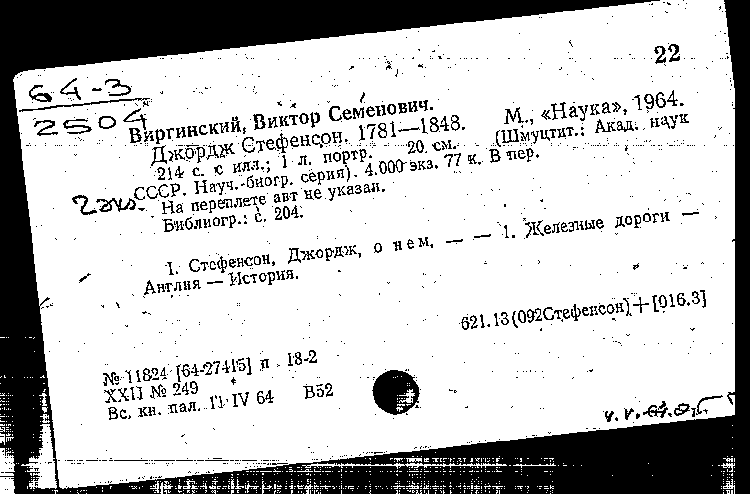 22
64-3
2504
Виргинский, Виктор Семенович.
Джордж Стефенсон. 1781—1848. М., «Наука», 1964.
214 с. с илл.; 1 л. портр. 20 см. (Шмуцтит.: Акад. наук
СССР. Науч.-биогр. серия). 4.000 экз. 77 к. В пер.
2 экз. На переплете авт не указан.
Библиогр.: с. 204.
1. Стефенсон, Джордж, о нем, — — 1. Железные дороги —
Англия — История.
621.13(092Стефенсон)+[016.3]
№ 11824 [64-27415] п 18-2
XXII № 249
Вс. кн. пал. 11 IV 64 В52